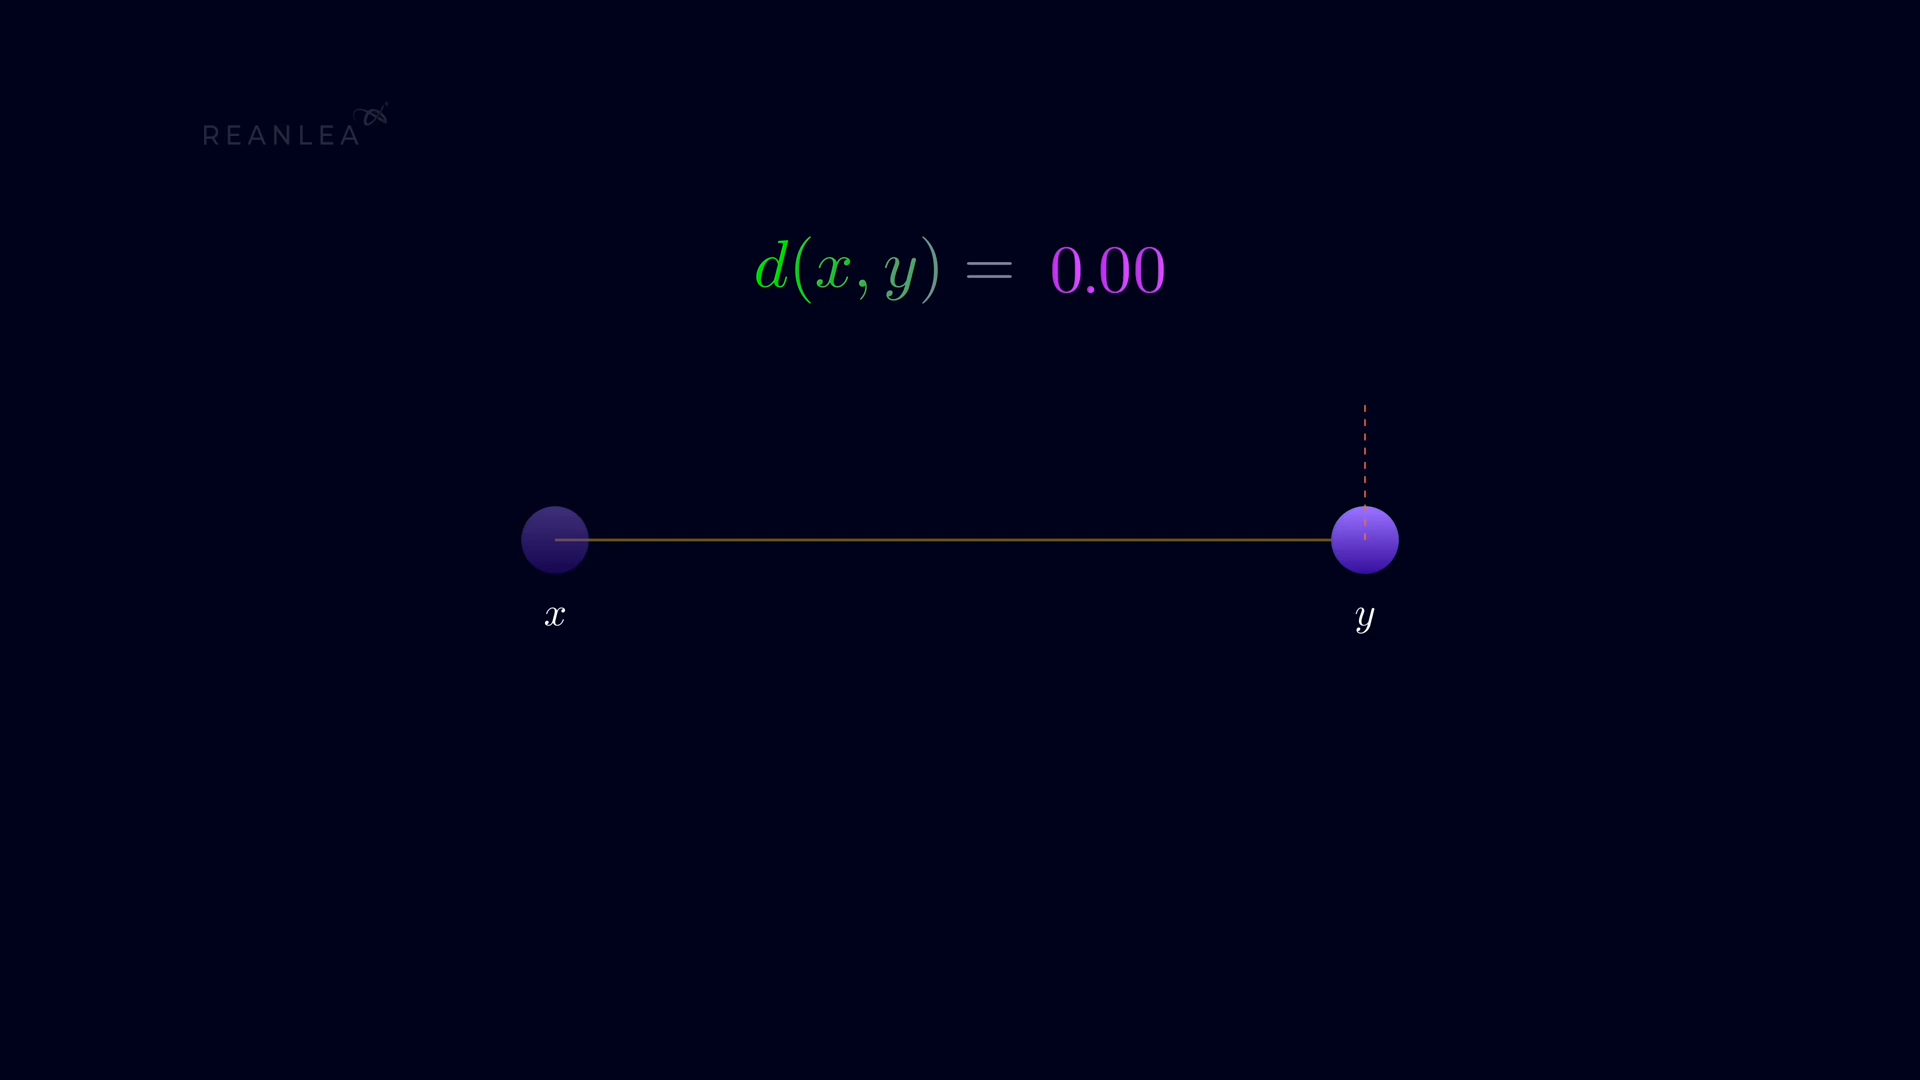 REANLEA
d(x, y) = 0.00
x
y